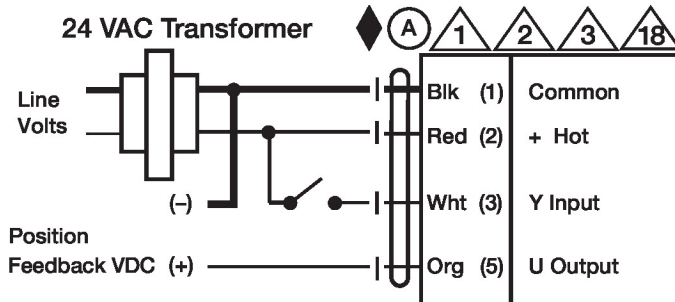 24 VAC Transformer
A 1 2 3 18
Line
Volts
Blk (1) Common
Red (2) + Hot
(–)
Wht (3) Y Input
Position
Feedback VDC (+)
Org (5) U Output